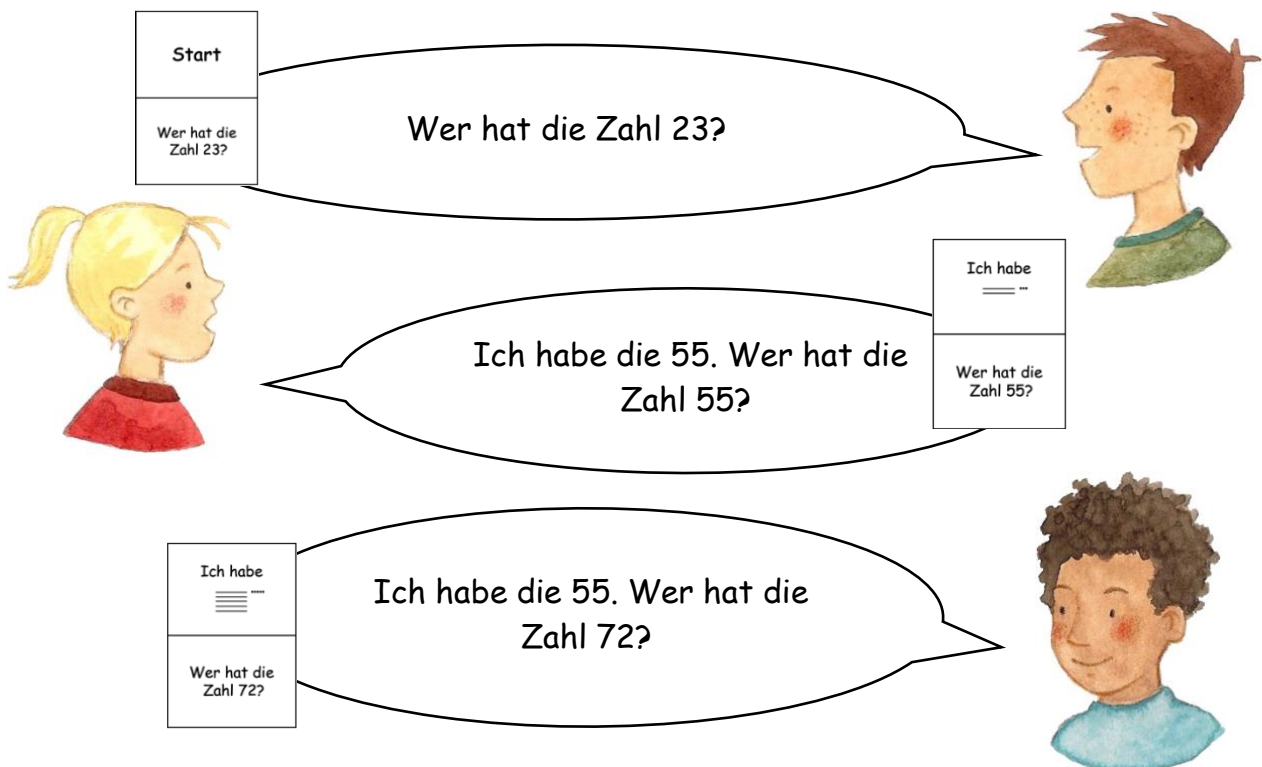 Start
Wer hat die
Zahl 23?
Wer hat die Zahl 23?
Ich habe die 55. Wer hat die
Zahl 55?
Ich habe
Wer hat die
Zahl 55?
Ich habe
Wer hat die
Zahl 72?
Ich habe die 55. Wer hat die
Zahl 72?